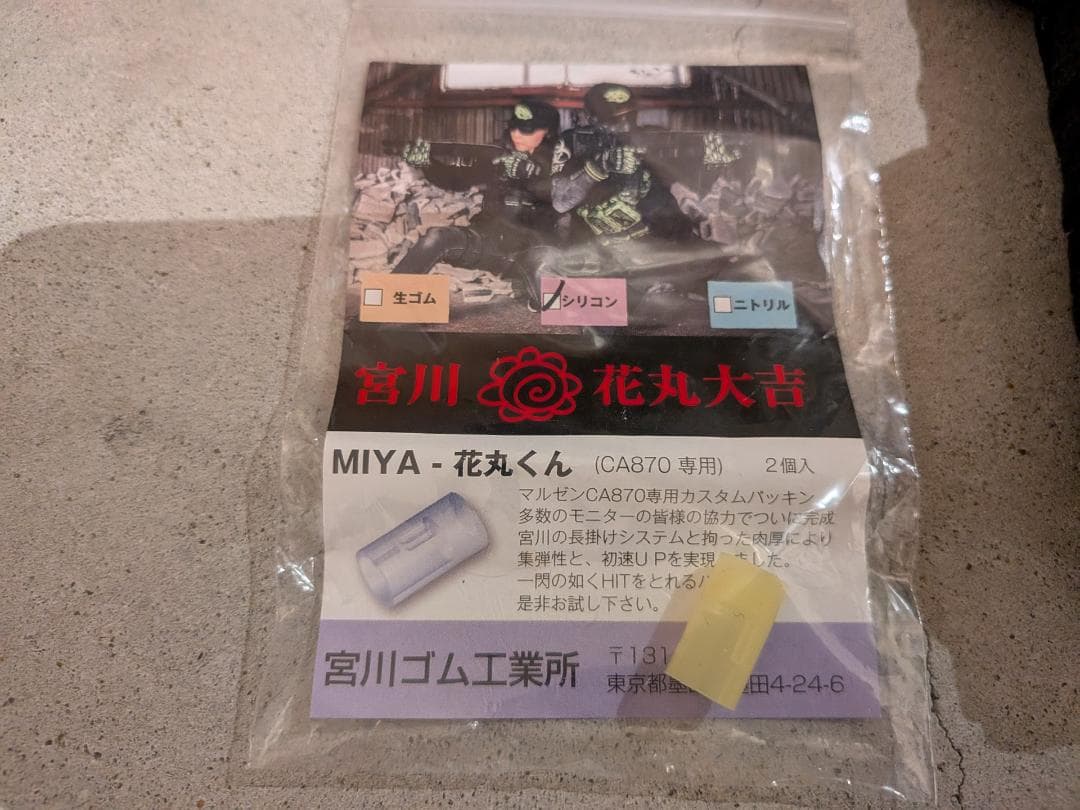 生ゴム
シリコン
ニトリル
宮川 花丸大吉
MIYA - 花丸くん (CA870 専用) 2個入
マルゼンCA870専用カスタムパッキン
多数のモニターの皆様の協力でついに完成
宮川の長掛けシステムと拘った肉厚により
集弾性と、初速UPを実現 ました。
一閃の如くHITをとれる
是非お試し下さい。
宮川ゴム工業所
〒131
東京都墨 田4-24-6